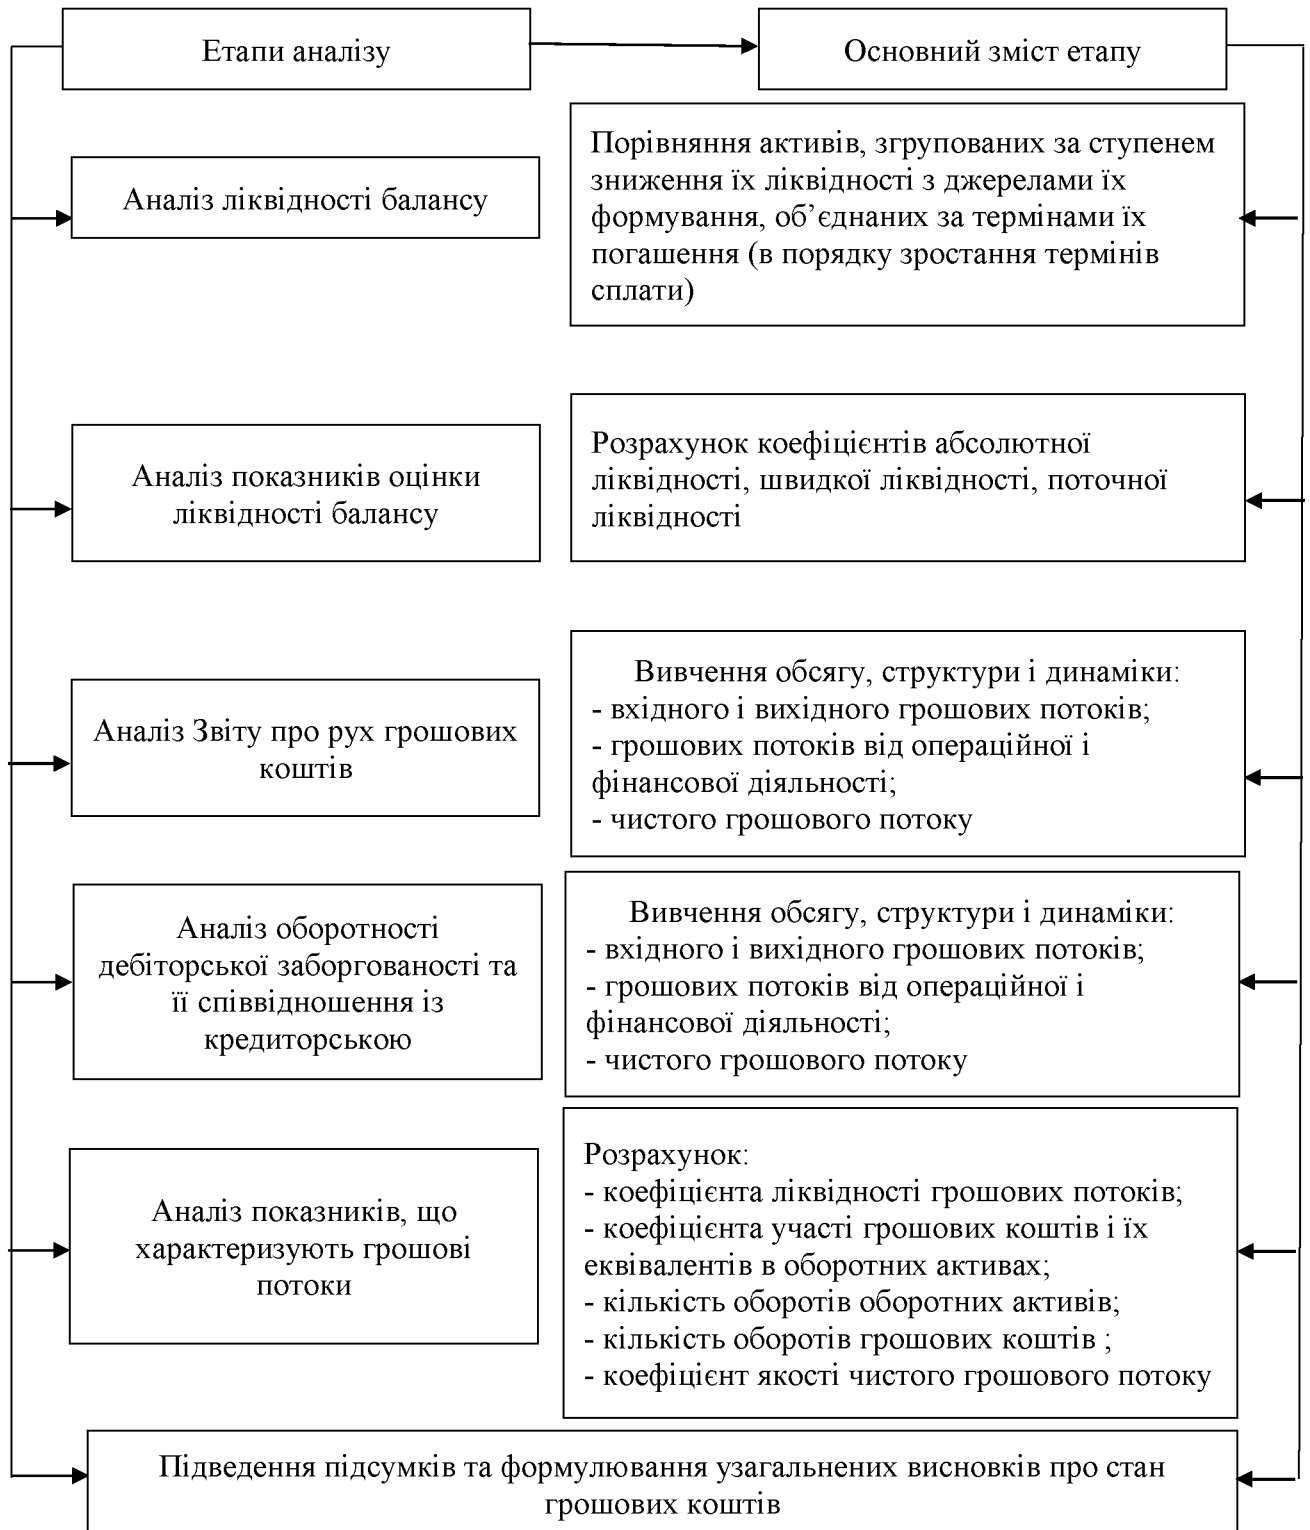 Етапи аналізу
Основний зміст етапу
Аналіз ліквідності балансу
Порівняння активів, згрупованих за ступенем
зниження їх ліквідності з джерелами їх
формування, об’єднаних за термінами їх
погашення (в порядку зростання термінів
сплати)
Аналіз показників оцінки
ліквідності балансу
Розрахунок коефіцієнтів абсолютної
ліквідності, швидкої ліквідності, поточної
ліквідності
Аналіз Звіту про рух грошових
коштів
Вивчення обсягу, структури і динаміки:
- вхідного і вихідного грошових потоків;
- грошових потоків від операційної і
фінансової діяльності;
- чистого грошового потоку
Аналіз оборотності
дебіторської заборгованості та
її співвідношення із
кредиторською
Вивчення обсягу, структури і динаміки:
- вхідного і вихідного грошових потоків;
- грошових потоків від операційної і
фінансової діяльності;
- чистого грошового потоку
Аналіз показників, що
характеризують грошові
потоки
Розрахунок:
- коефіцієнта ліквідності грошових потоків;
- коефіцієнта участі грошових коштів і їх
еквівалентів в оборотних активах;
- кількість оборотів оборотних активів;
- кількість оборотів грошових коштів ;
- коефіцієнт якості чистого грошового потоку
Підведення підсумків та формулювання узагальнених висновків про стан
грошових коштів